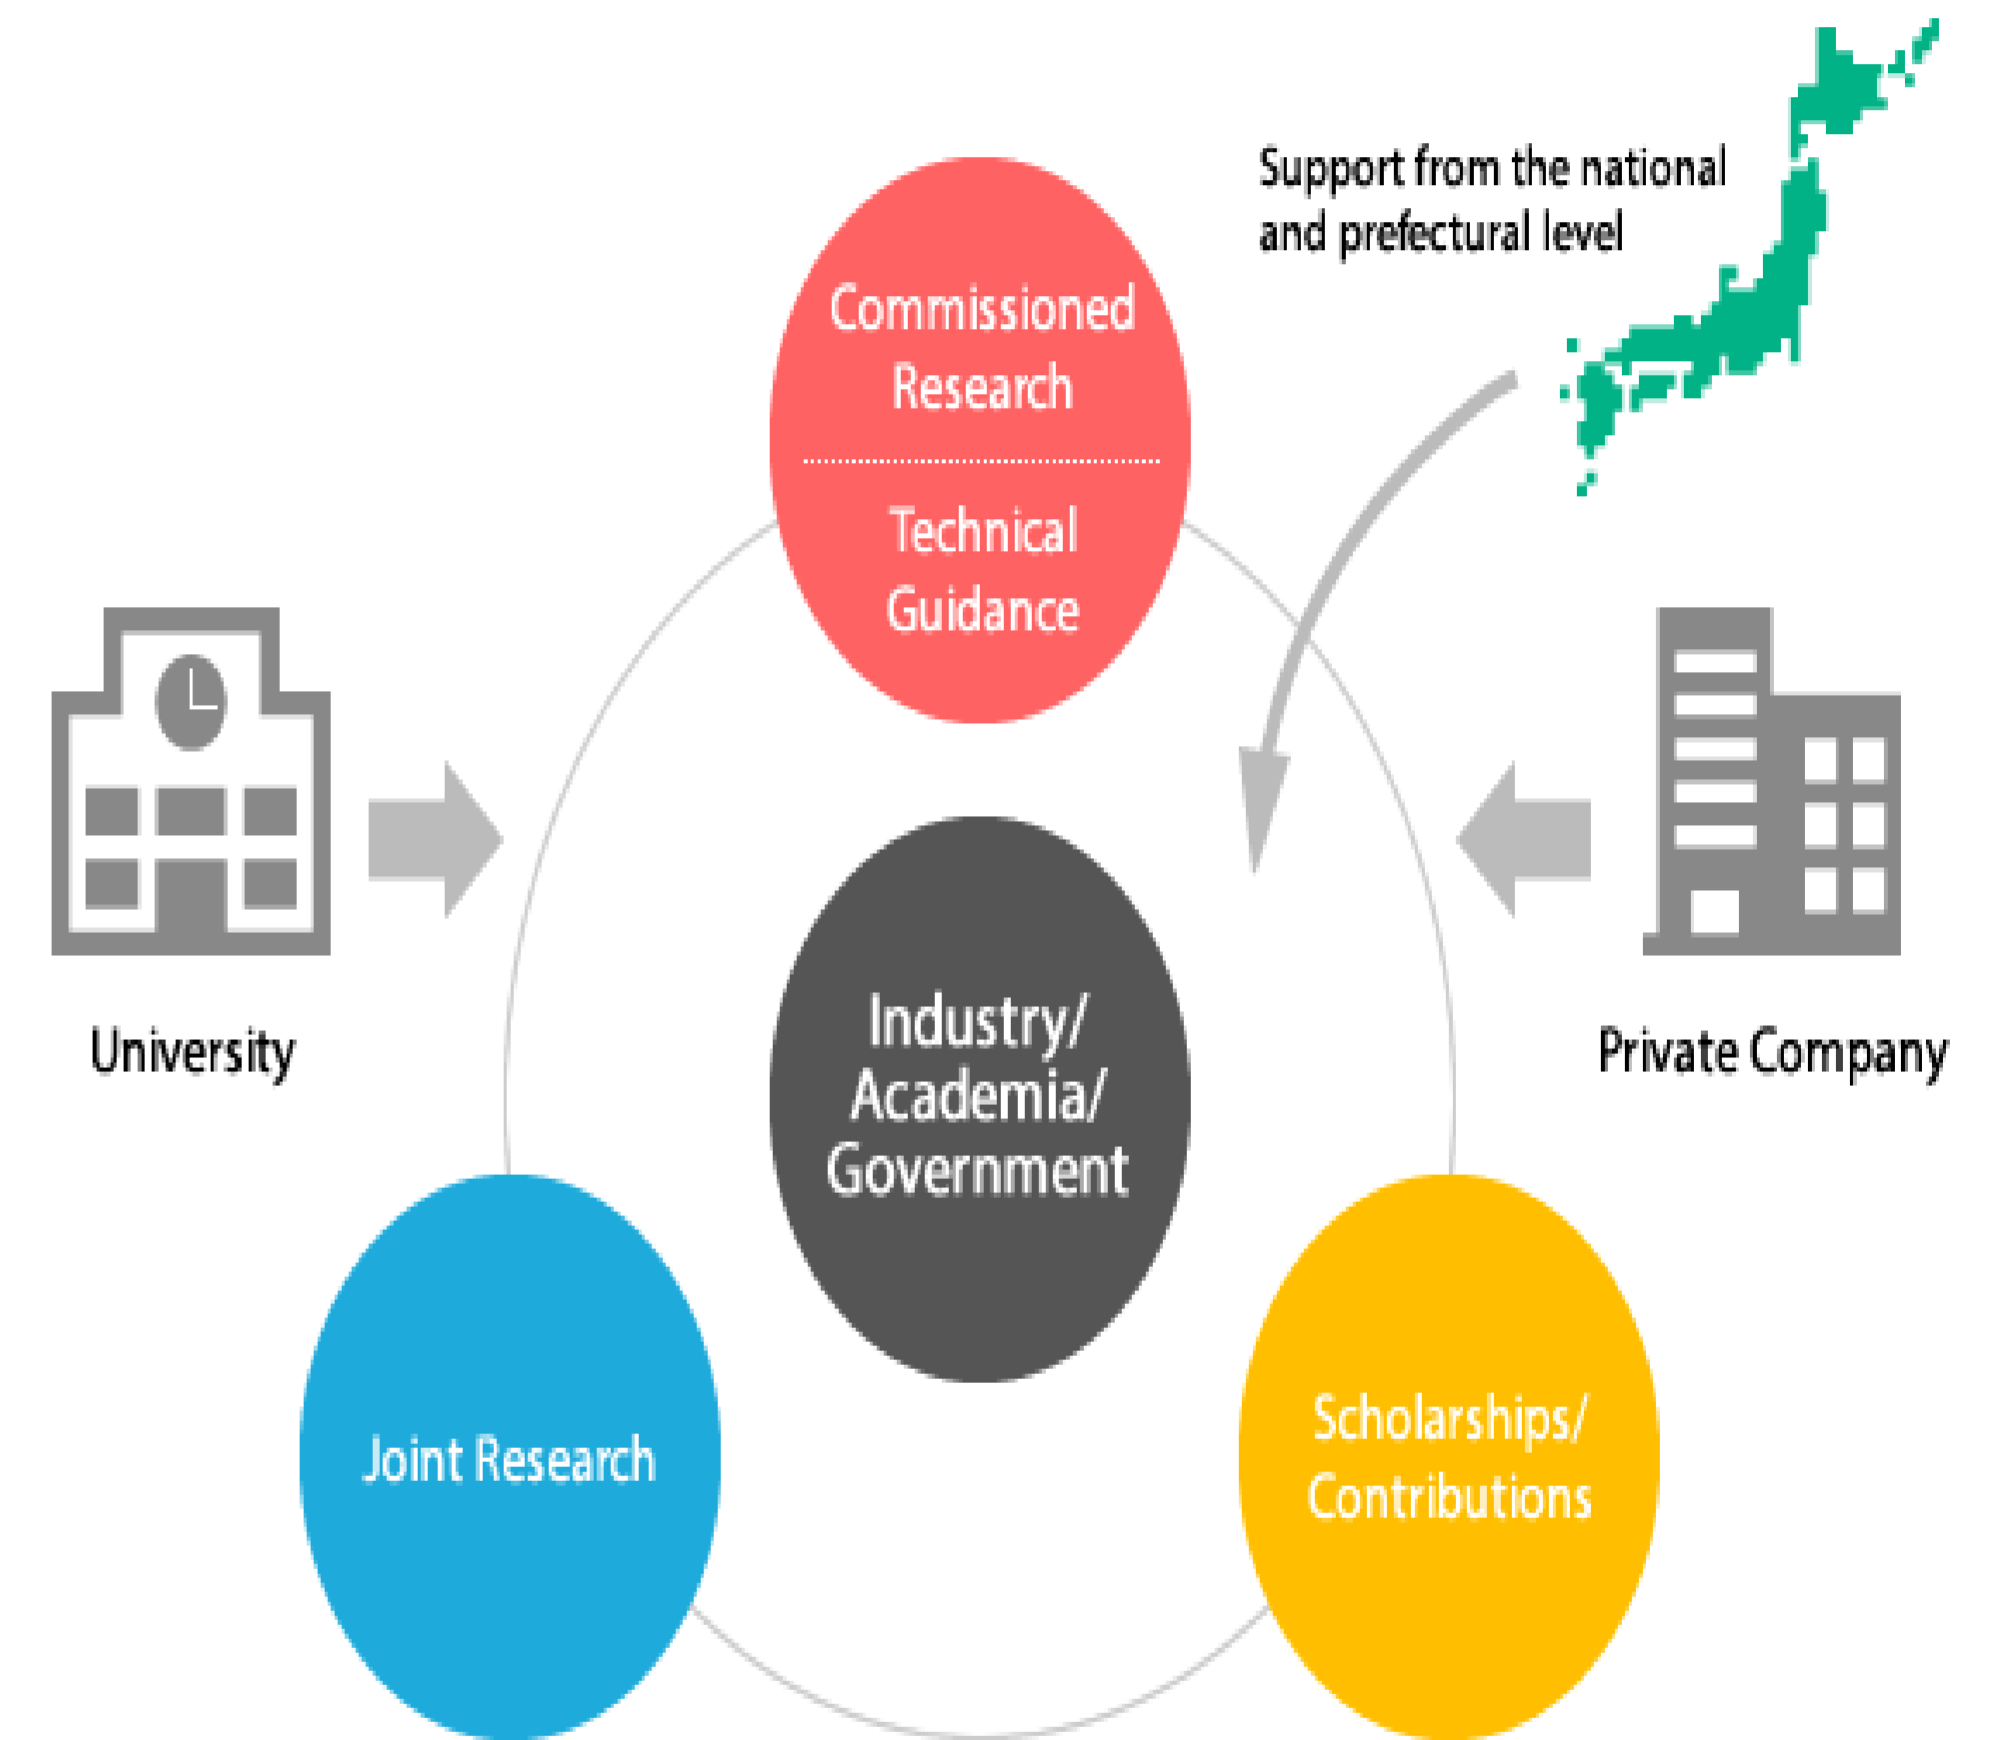 Support from the national
and prefectural level
Commissioned
Research
Technical
Guidance
University
Industry/
Academia/
Government
Private Company
Joint Research
Scholarships/
Contributions